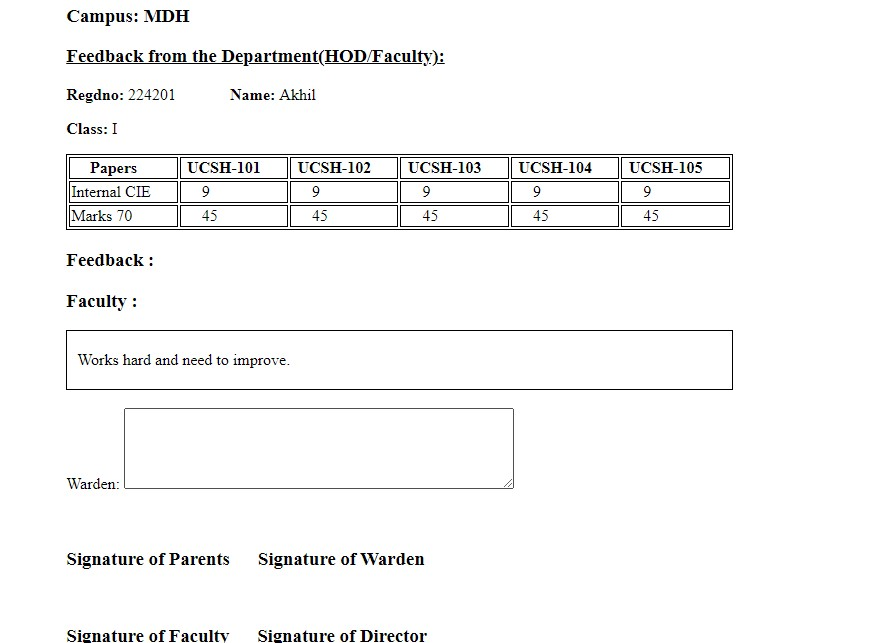 Campus: MDH
Feedback from the Department(HOD/Faculty):
Regdno: 224201 Name: Akhil
Class: I
Papers UCSH-101 UCSH-102 UCSH-103 UCSH-104 UCSH-105
Internal CIE 9 9 9 9 9
Marks 70 45 45 45 45 45
Feedback :
Faculty :
Works hard and need to improve.
Warden:
Signature of Parents Signature of Warden
Signature of Faculty Signature of Director